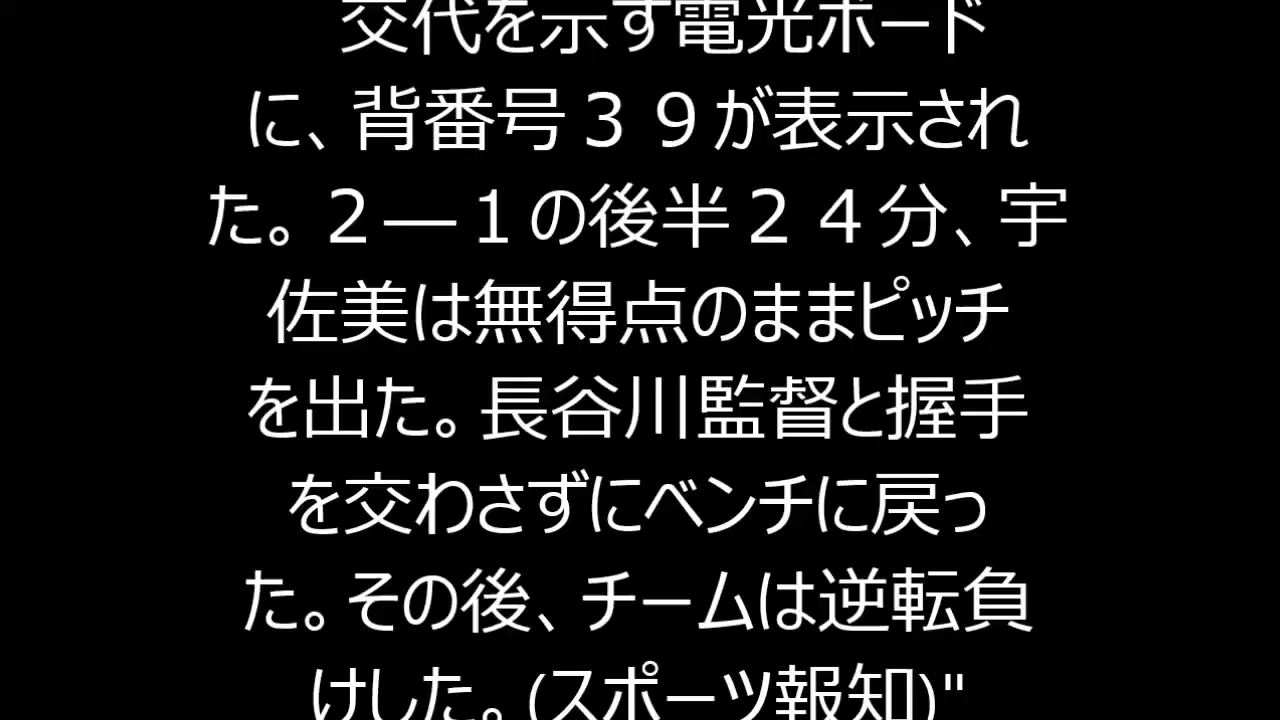 交代を示す電光ボード
に、背番号３９が表示され
た。２―１の後半２４分、宇
佐美は無得点のままピッチ
を出た。長谷川監督と握手
を交わさずにベンチに戻っ
た。その後、チームは逆転負
けした。(スポーツ報知)"